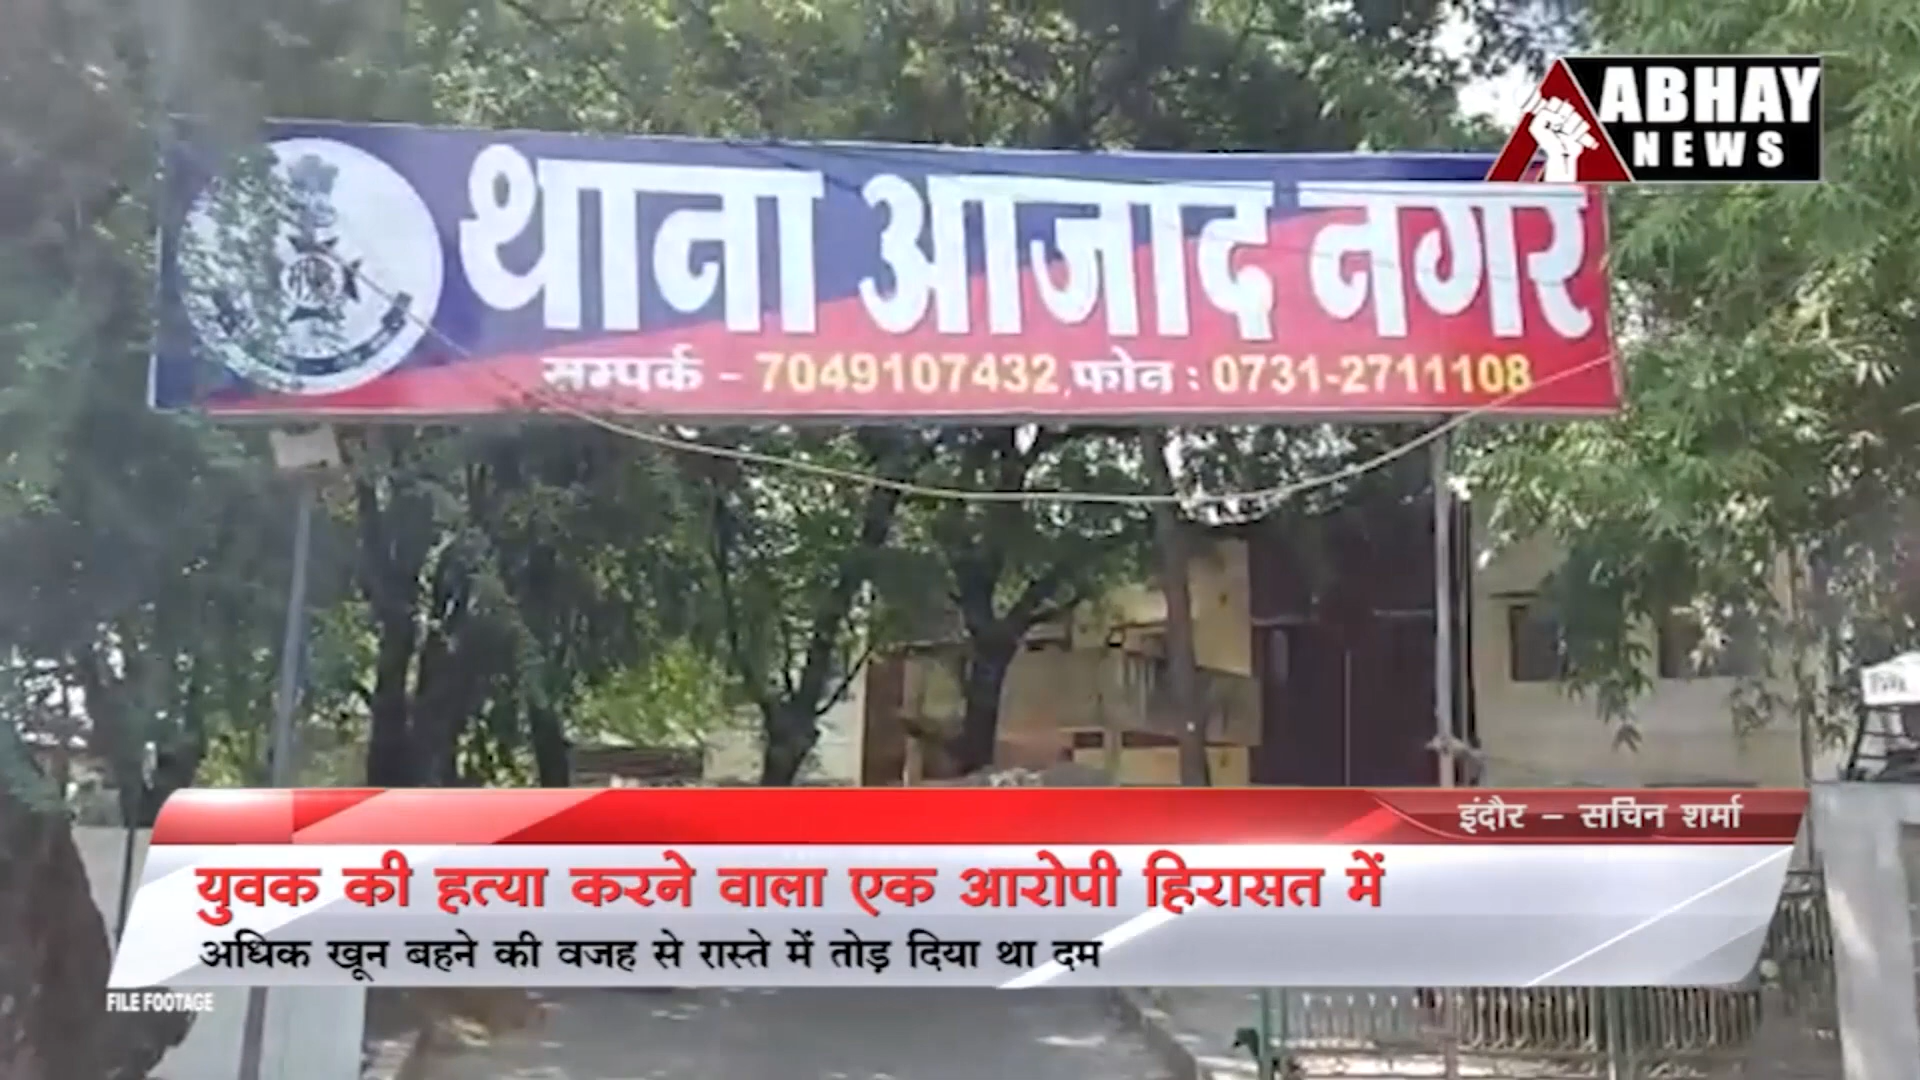 ABHAY
NEWS
थाना आजाद नगर
सम्पर्क - 7049107432, फोन : 0731-2711108
इंदौर - सचिन शर्मा
युवक की हत्या करने वाला एक आरोपी हिरासत में
अधिक खून बहने की वजह से रास्ते में तोड़ दिया था दम
FILE FOOTAGE